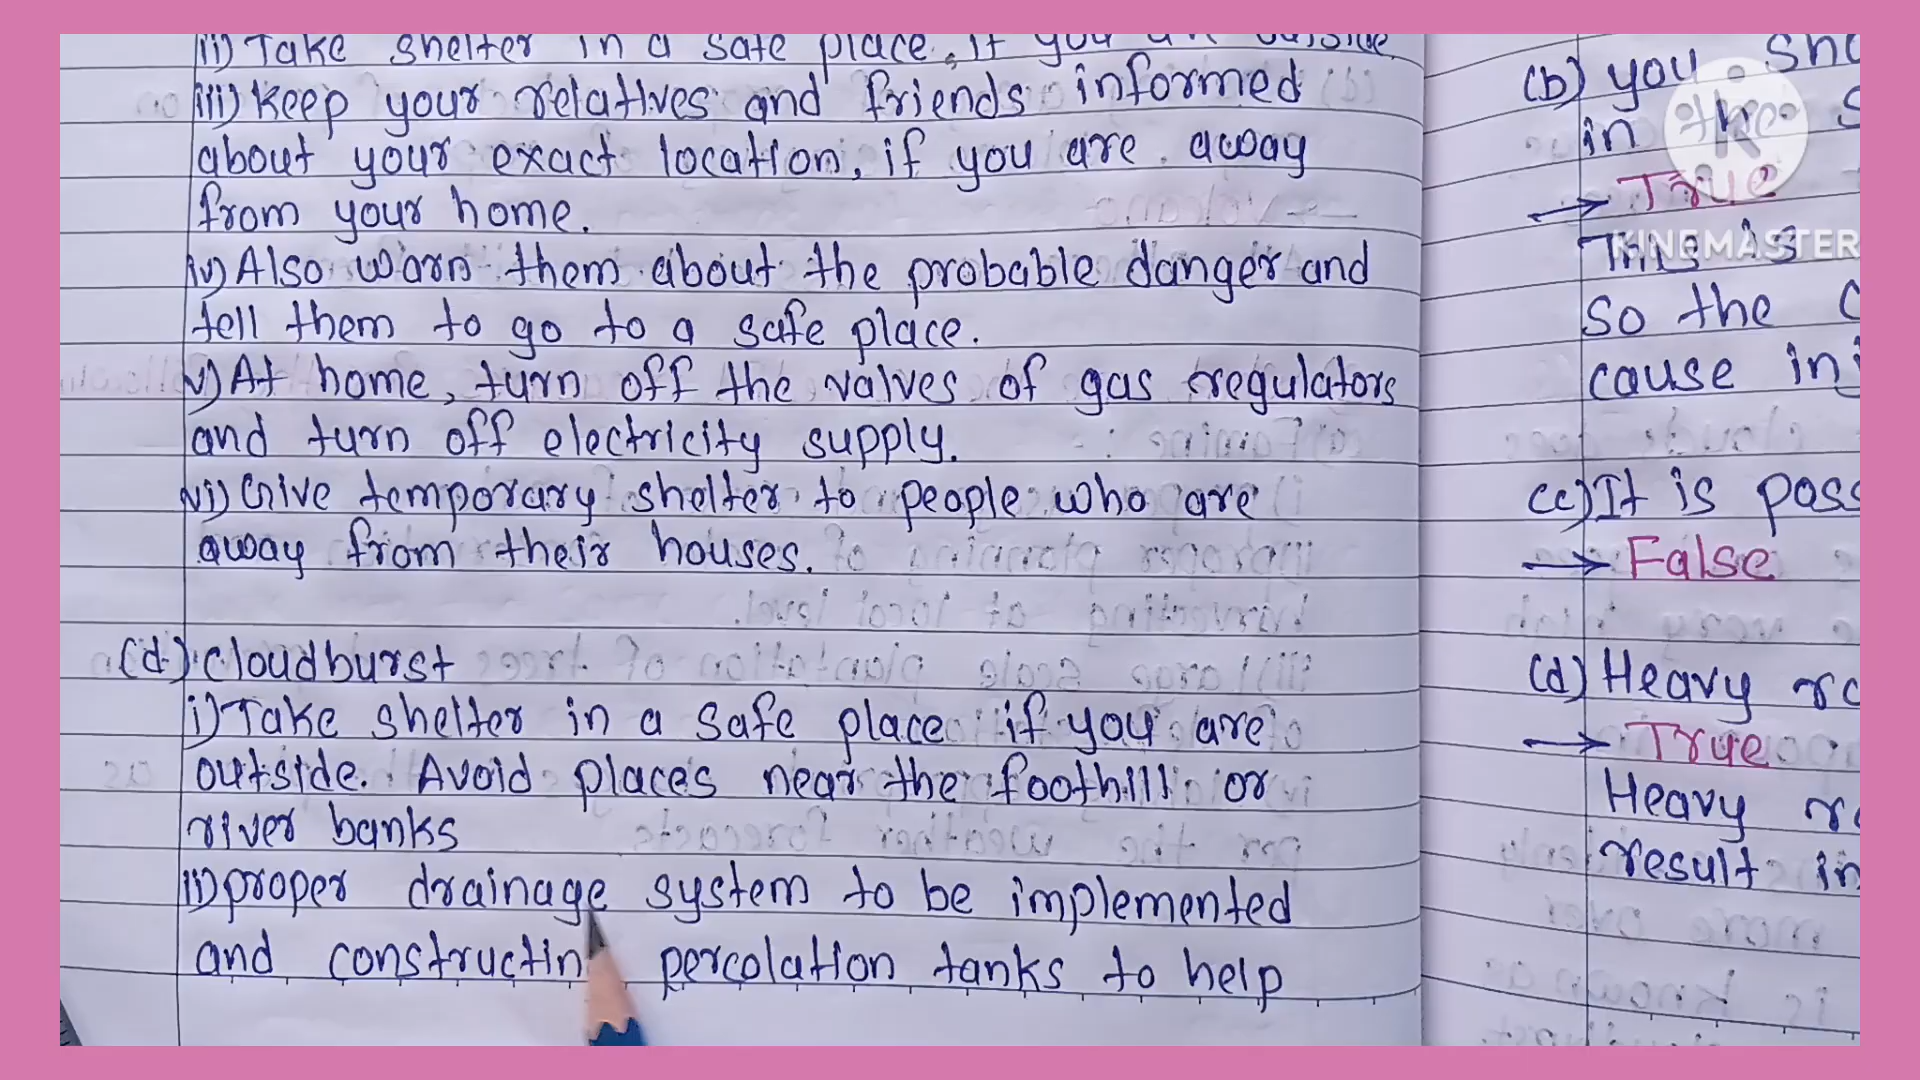 ii) Take shelter in a safe place, if you outside.
iii) keep your relatives and friends informed
about your exact location, if you are away
from your home.
iv) Also warn them about the probable danger and
tell them to go to a safe place.
v) At home, turn off the valves of gas regulators
and turn off electricity supply.
vi) Give temporary shelter to people who are
away from their houses.
(d) cloudburst
i) Take shelter in a safe place if you are
outside. Avoid places near the foothill or
river banks
ii) proper drainage system to be implemented
and constructin percolation tanks to help
(b) you
in the
→ True
This is
so the
cause
(c) It is
→ False
(d) Heavy
→ True
Heavy
result in
KINEMASTER